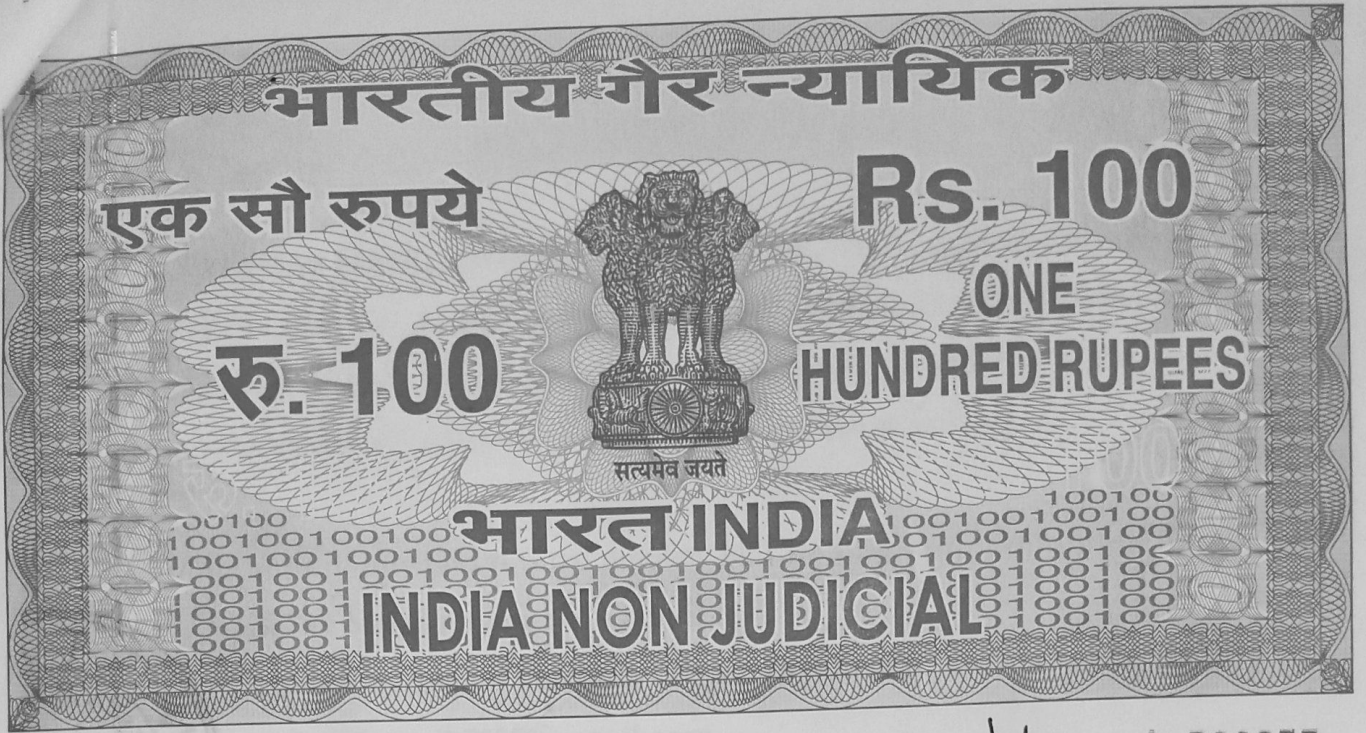 भारतीय गैर न्यायिक
एक सौ रुपये
Rs. 100
रु. 100
ONE
HUNDRED RUPEES
सत्यमेव जयते
भारत INDIA
INDIA NON JUDICIAL